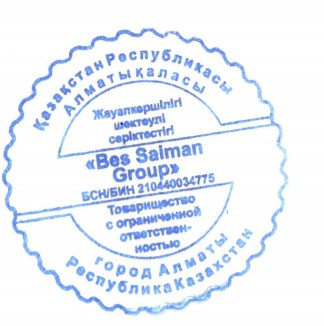 Қазақстан Республикасы
Алматы қаласы
Жауапкершілігі
шектеулі
серіктестігі
«Bes Saiman
Group»
БСН/БИН 210440034775
Товарищество
с ограниченной
ответствен-
ностью
город Алматы
Республика Казахстан